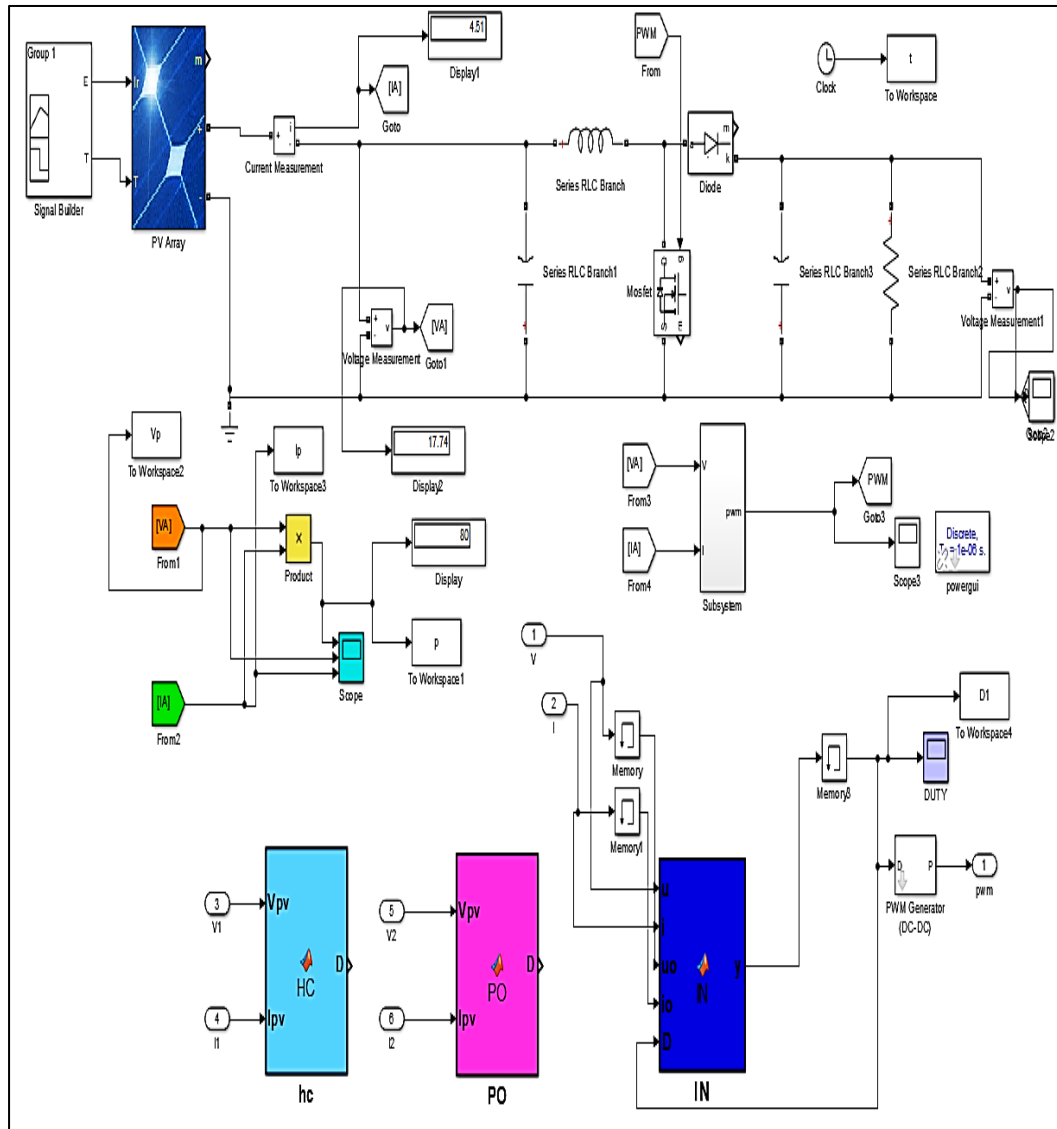 Group 1
E
T
Signal Builder
Ir
T
m
+
-
PV Array
+
-
i
Current Measurement
4.51
Display1
[IA]
Goto
PWM
From
Clock
t
To Workspace
Series RLC Branch
m
k
Diode
Series RLC Branch1
Mosfet
g
m
S
Series RLC Branch3
Series RLC Branch2
+
-
v
Voltage Measurement1
+
-
v
Voltage Measurement
[VA]
Goto1
Vp
To Workspace2
Ip
To Workspace3
17.74
Display2
[VA]
From1
×
Product
80
Display
p
To Workspace1
Scope
[IA]
From2
[VA]
From3
[IA]
From4
V
I
pwm
Subsystem
PWM
Goto3
Scope3
Discrete,
= 1e-06 s.
powergui
1
V
2
I
Memory
Memory1
D1
To Workspace4
DUTY
D
P
PWM Generator
(DC-DC)
1
pwm
3
V1
4
I1
Vpv
Ipv
HC
D
hc
5
V2
6
I2
Vpv
Ipv
PO
D
PO
u
i
uo
io
D
IN
y
IN